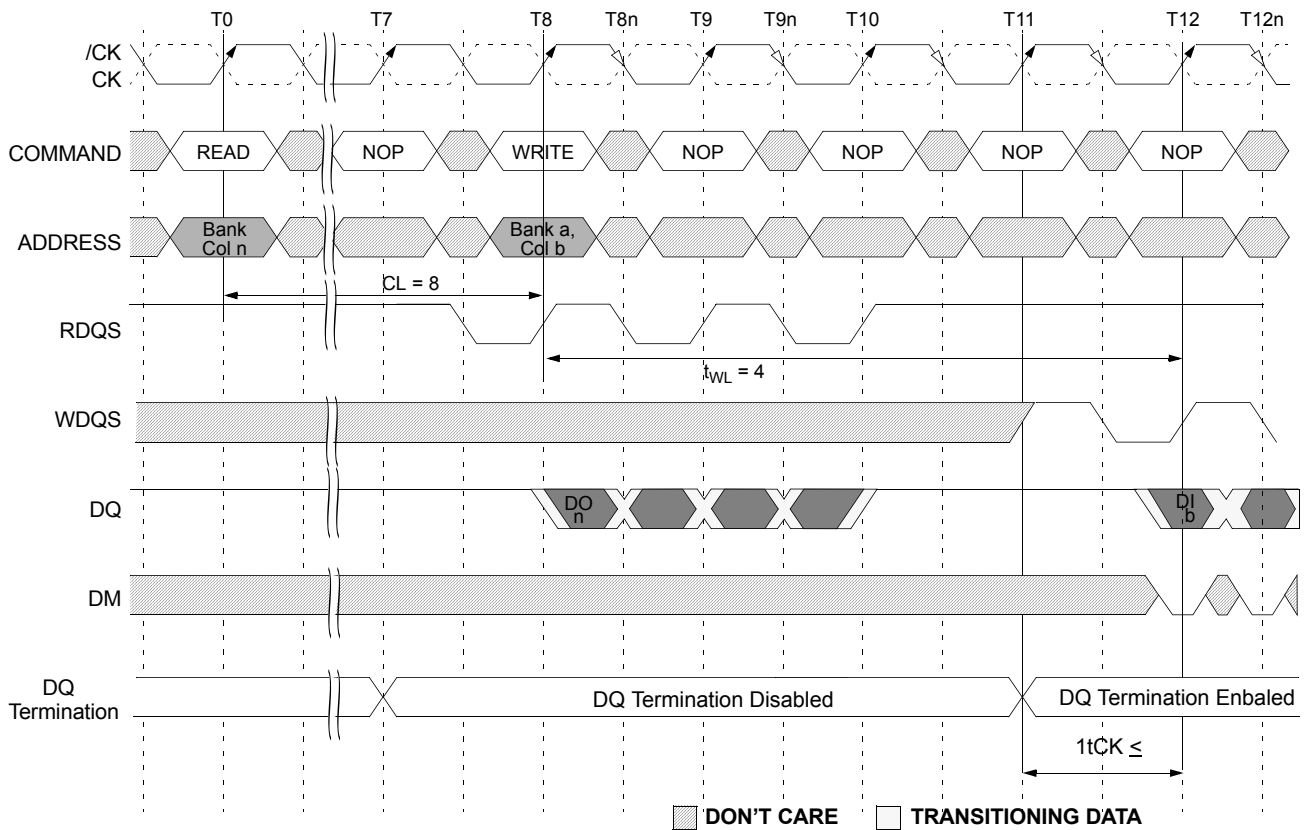 T0 T7 T8 T8n T9 T9n T10 T11 T12 T12n
/CK
CK
COMMAND READ NOP WRITE NOP NOP NOP NOP
ADDRESS Bank Col n Bank a, Col b
CL = 8
RDQS
tWL = 4
WDQS
DQ DO n DI b
DM
DQ Termination DQ Termination Disabled DQ Termination Enbaled
1tCK ≤
DON'T CARE TRANSITIONING DATA